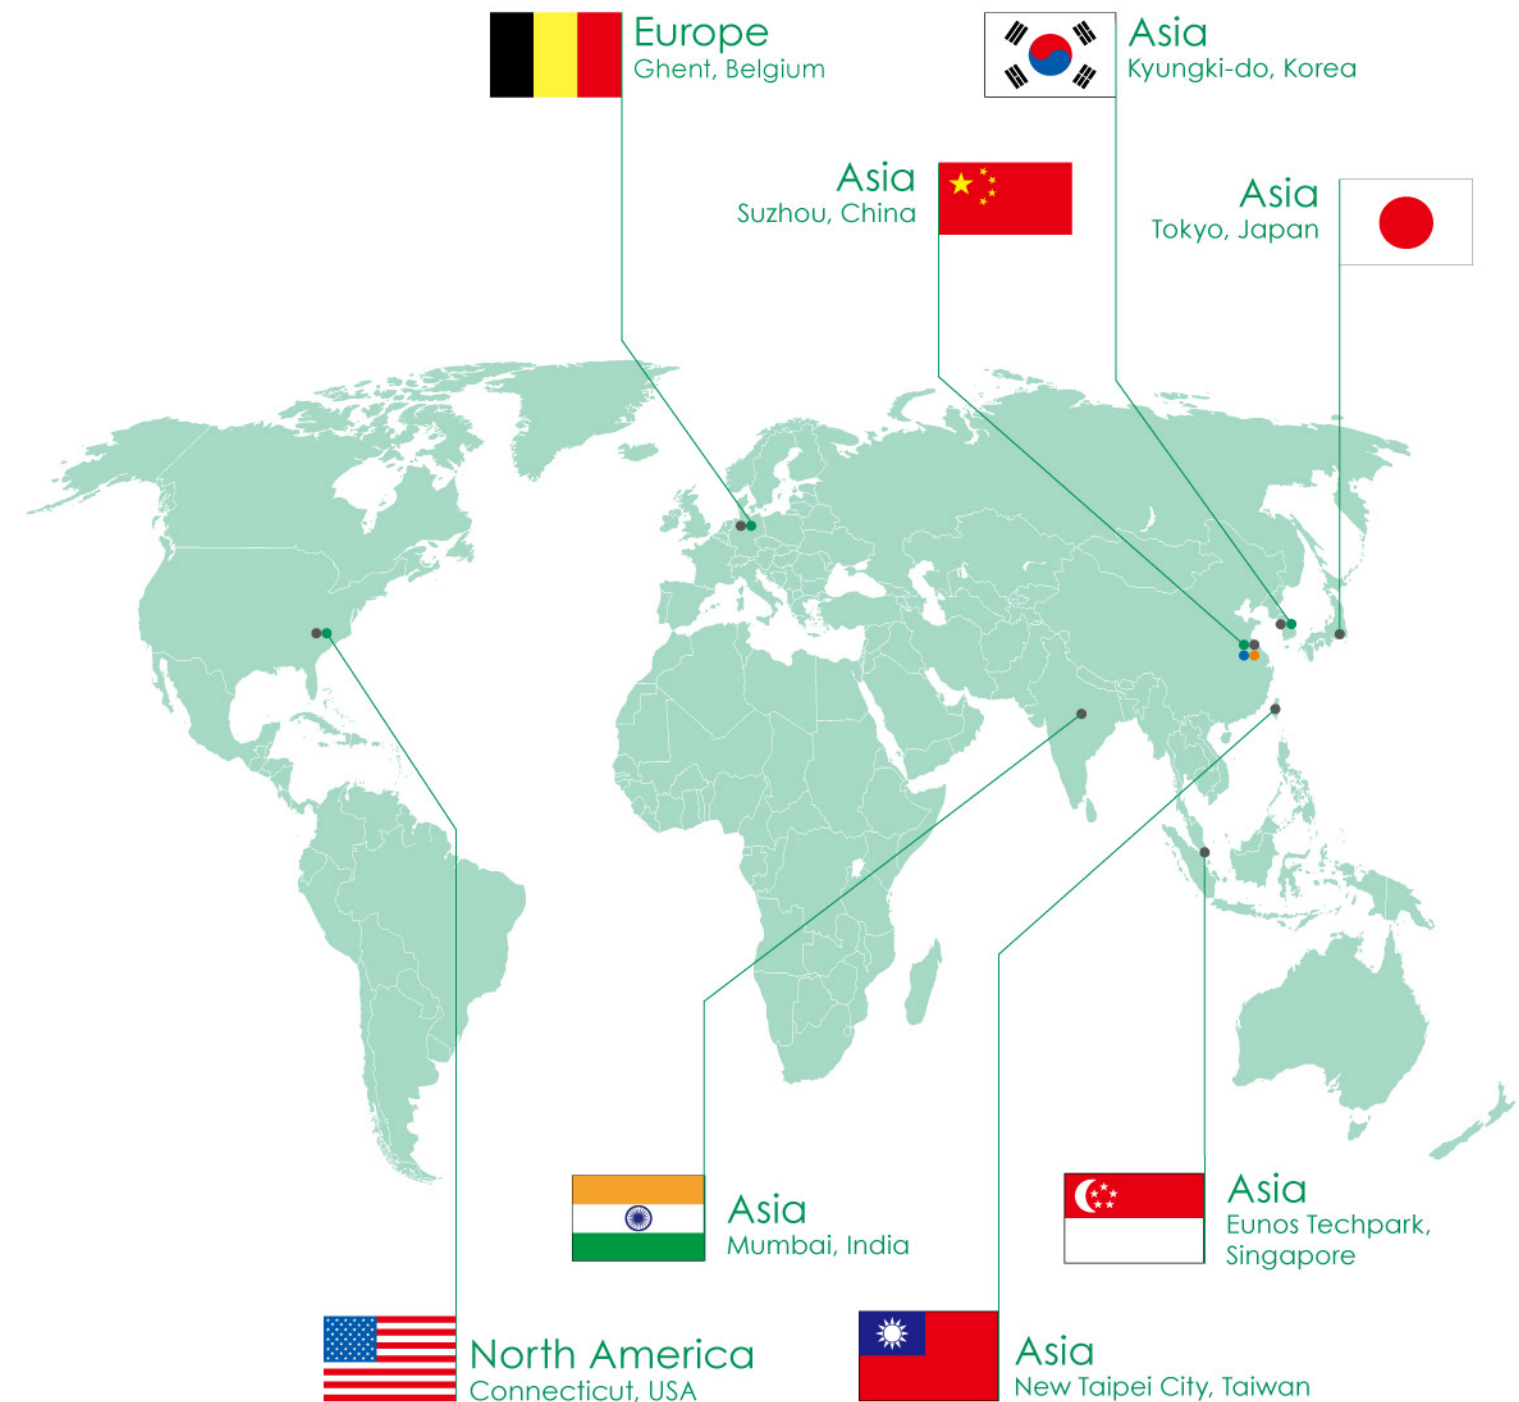 Europe
Ghent, Belgium
Asia
Kyungki-do, Korea
Asia
Suzhou, China
Asia
Tokyo, Japan
Asia
Mumbai, India
Asia
Eunos Techpark,
Singapore
North America
Connecticut, USA
Asia
New Taipei City, Taiwan